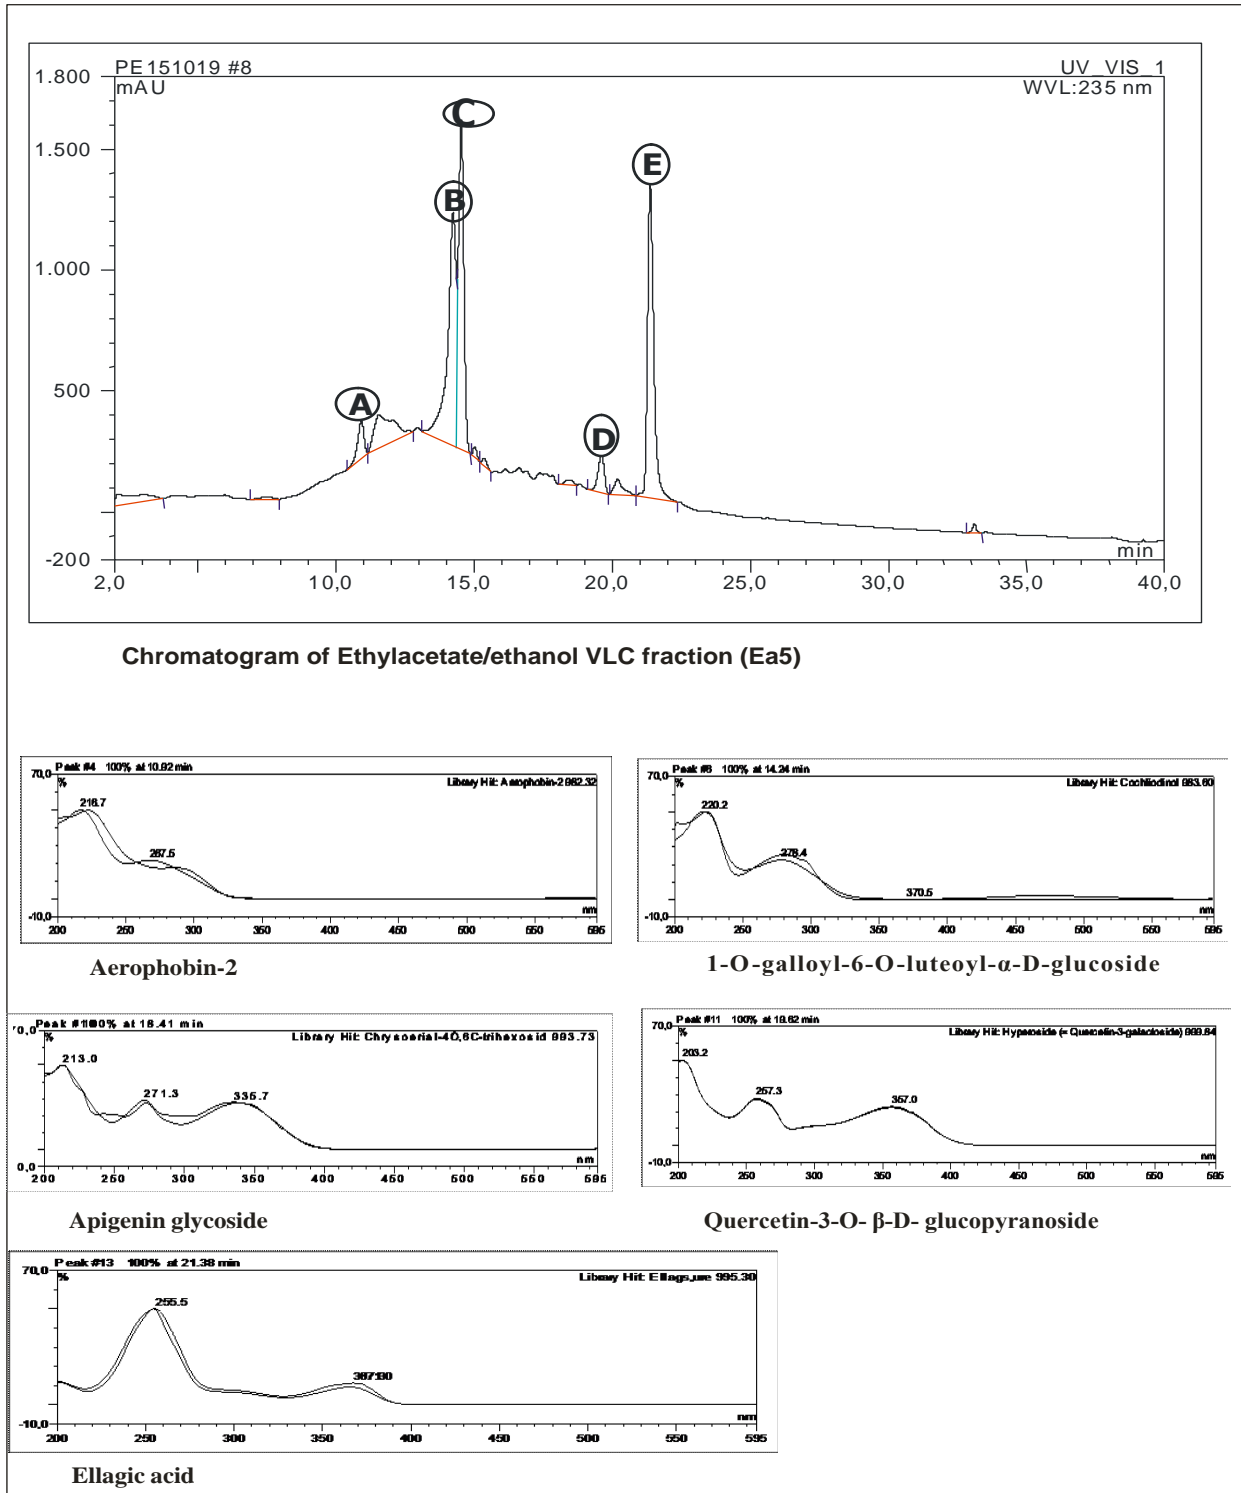 PE151019 #8 UV_VIS_1
mAU WVL:235 nm
1.800
C
1.500
E
B
1.000
500
A
D
-200
min
2,0 10,0 15,0 20,0 25,0 30,0 35,0 40,0
Chromatogram of Ethylacetate/ethanol VLC fraction (Ea5)
Peak #4 100% at 10.92 min
70,0
% Library Hit: Aerophobin-2 982.32
216.7
267.5
-10,0
nm
200 250 300 350 400 450 500 550 595
Aerophobin-2
Peak #6 100% at 14.24 min
70,0
% Library Hit: Cochliodinol 983.60
220.2
278.4
370.5
-10,0
nm
200 250 300 350 400 450 500 550 595
1-O-galloyl-6-O-luteoyl-α-D-glucoside
100% at 18.41 min
70,0
% Library Hit: Chrysoerial-4O,6C-trihexosid 993.73
213.0
271.3
335.7
0,0
nm
200 250 300 350 400 450 500 550 595
Apigenin glycoside
Peak #11 100% at 19.62 min
70,0
% Library Hit: Hyperoside (= Quercetin-3-galactoside) 999.84
203.2
257.3
357.0
-10,0
nm
200 250 300 350 400 450 500 550 595
Quercetin-3-O- β-D- glucopyranoside
Peak #13 100% at 21.38 min
70,0
% Library Hit: Ellags,ure 995.30
255.5
-10,0
nm
200 250 300 350 400 450 500 550 595
Ellagic acid